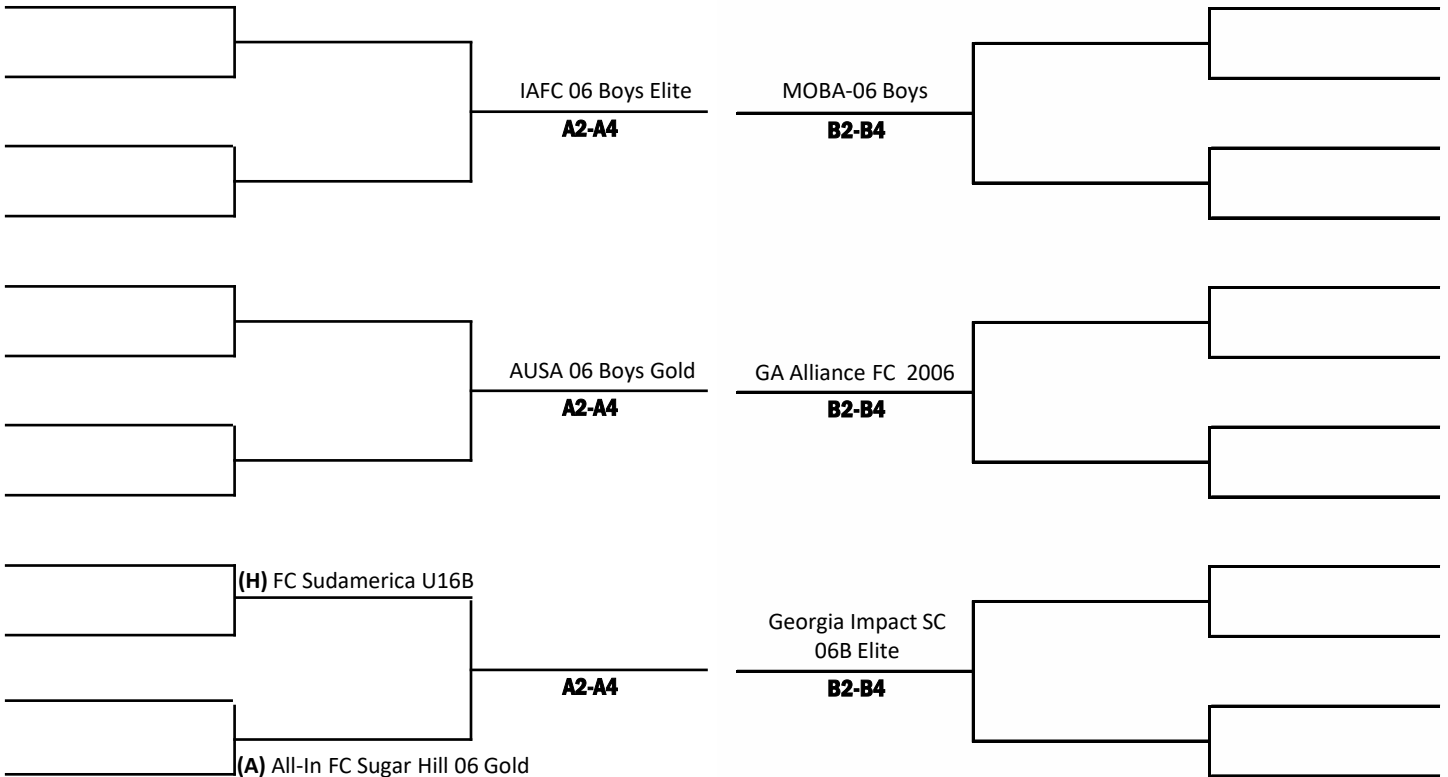 IAFC 06 Boys Elite
A2-A4
MOBA-06 Boys
B2-B4
AUSA 06 Boys Gold
A2-A4
GA Alliance FC 2006
B2-B4
(H) FC Sudamerica U16B
A2-A4
Georgia Impact SC
06B Elite
B2-B4
(A) All-In FC Sugar Hill 06 Gold